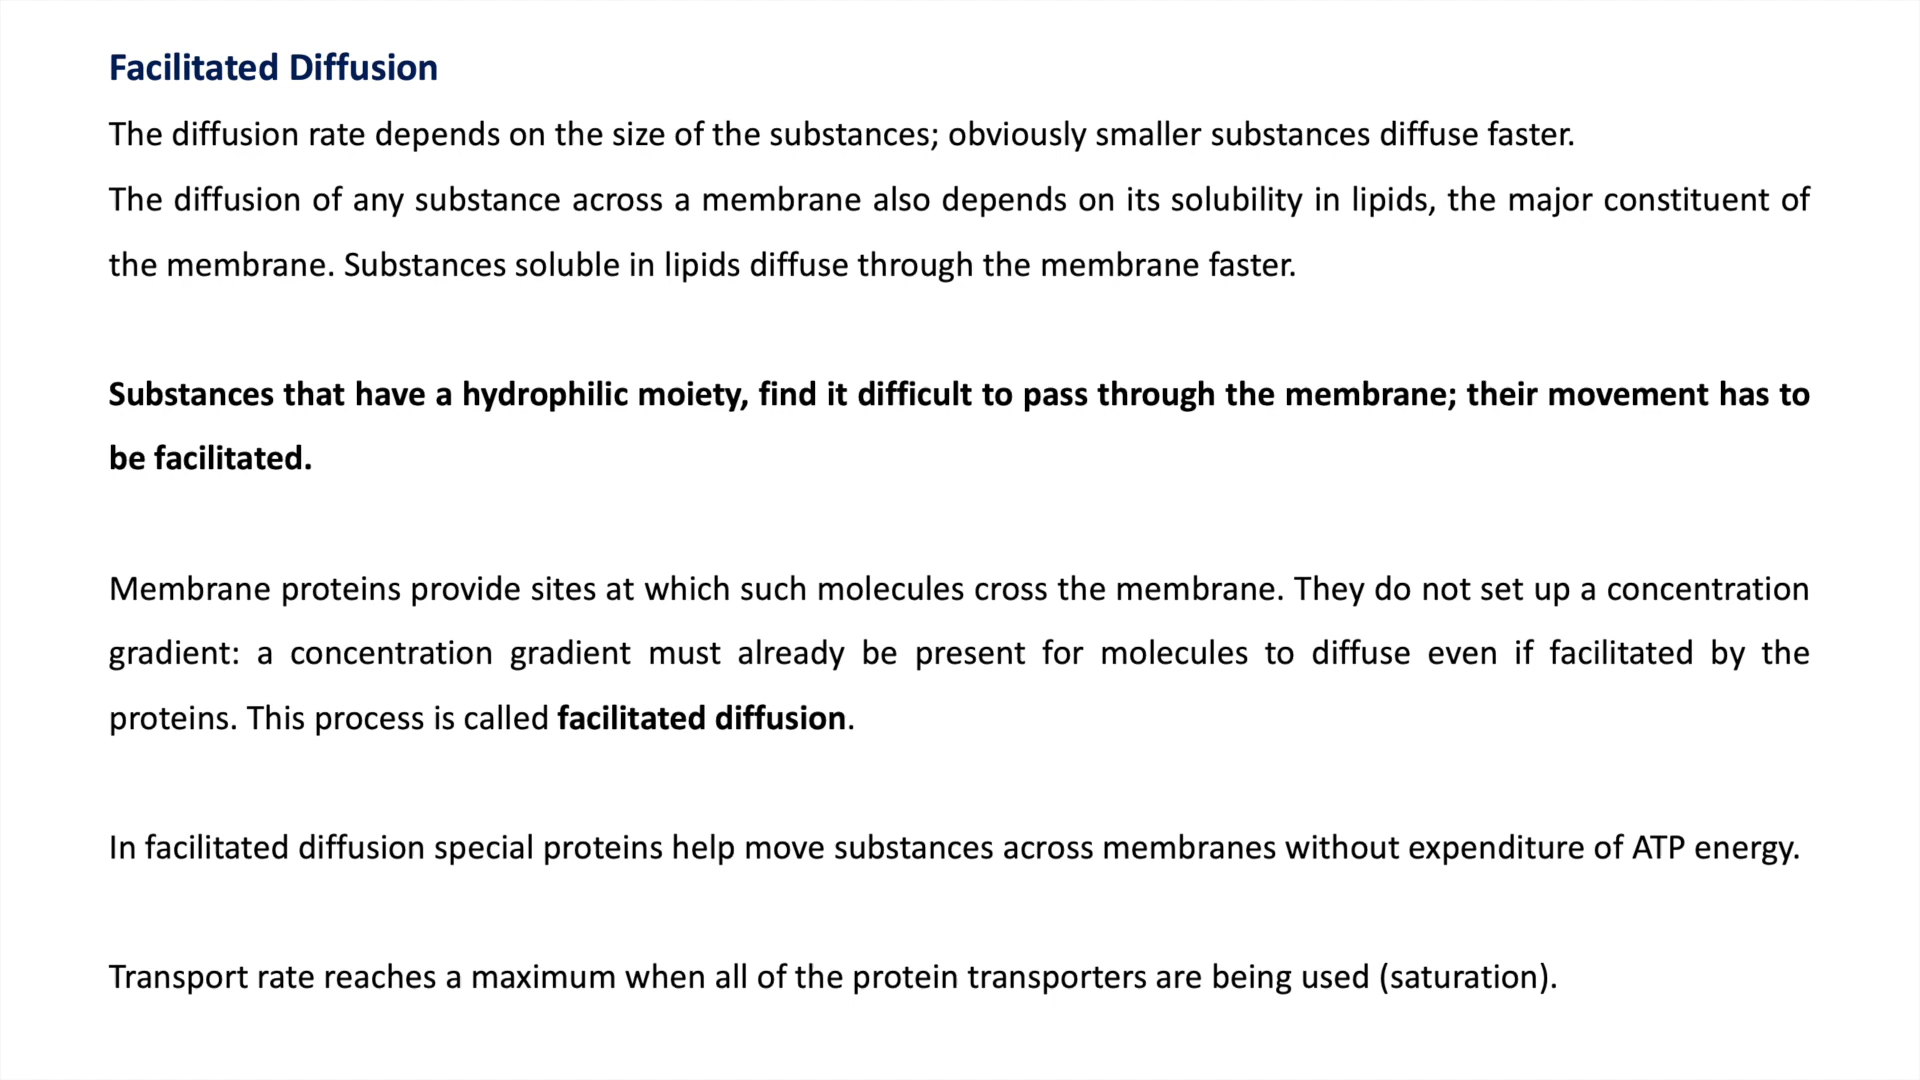 Facilitated Diffusion
The diffusion rate depends on the size of the substances; obviously smaller substances diffuse faster.
The diffusion of any substance across a membrane also depends on its solubility in lipids, the major constituent of
the membrane. Substances soluble in lipids diffuse through the membrane faster.
Substances that have a hydrophilic moiety, find it difficult to pass through the membrane; their movement has to
be facilitated.
Membrane proteins provide sites at which such molecules cross the membrane. They do not set up a concentration
gradient: a concentration gradient must already be present for molecules to diffuse even if facilitated by the
proteins. This process is called facilitated diffusion.
In facilitated diffusion special proteins help move substances across membranes without expenditure of ATP energy.
Transport rate reaches a maximum when all of the protein transporters are being used (saturation).